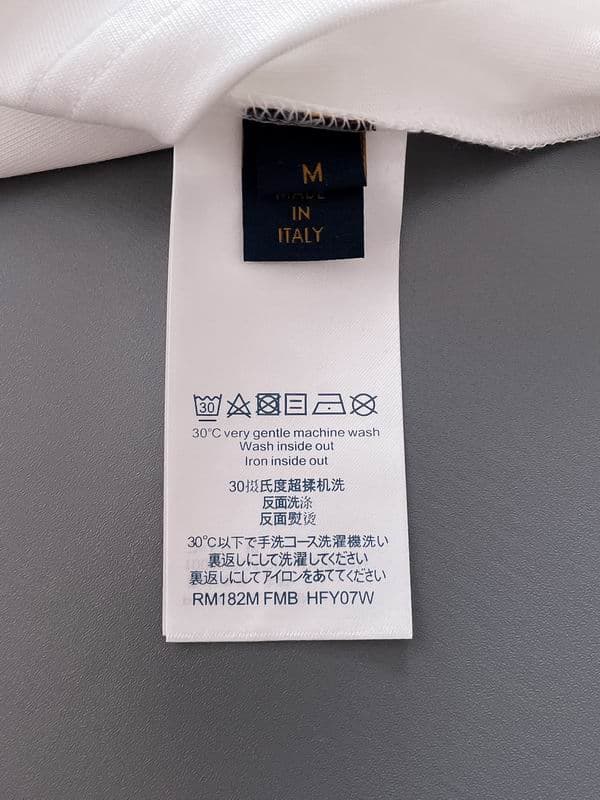 M
MADE
IN
ITALY
30
30°C very gentle machine wash
Wash inside out
Iron inside out
30摄氏度超揉机洗
反面洗涤
反面熨烫
30°C以下で手洗コース洗濯機洗い
裏返しにして洗濯してください
裏返しにしてアイロンをあててください
RM182M FMB HFY07W